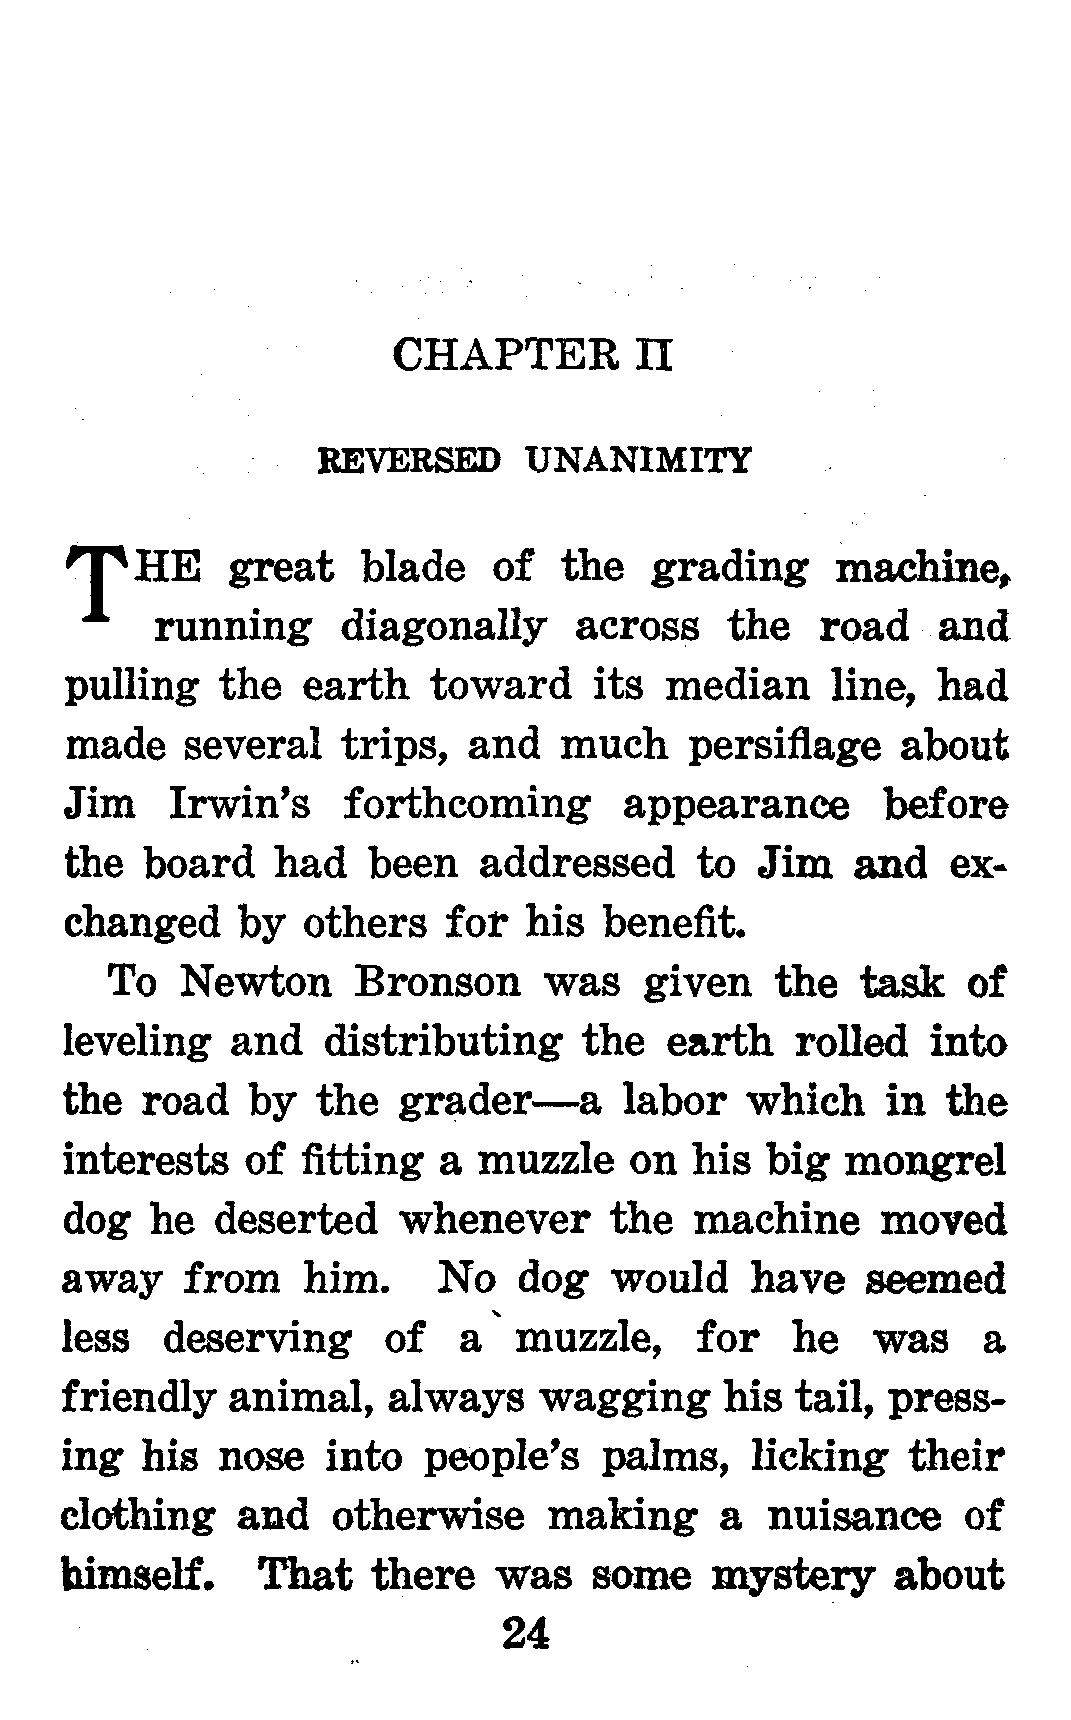 CHAPTER II
REVERSED UNANIMITY
THE great blade of the grading machine,
running diagonally across the road and
pulling the earth toward its median line, had
made several trips, and much persiflage about
Jim Irwin's forthcoming appearance before
the board had been addressed to Jim and ex-
changed by others for his benefit.
To Newton Bronson was given the task of
leveling and distributing the earth rolled into
the road by the grader—a labor which in the
interests of fitting a muzzle on his big mongrel
dog he deserted whenever the machine moved
away from him. No dog would have seemed
less deserving of a muzzle, for he was a
friendly animal, always wagging his tail, press-
ing his nose into people's palms, licking their
clothing and otherwise making a nuisance of
himself. That there was some mystery about
24